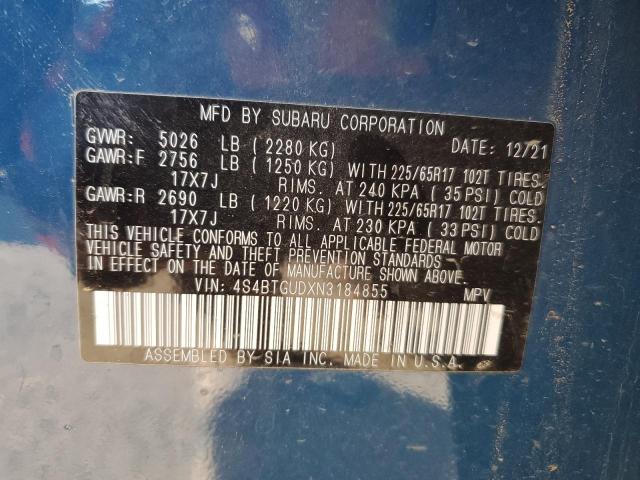 MFD BY SUBARU CORPORATION
GVWR: 5026 LB ( 2280 KG) DATE: 12/21
GAWR:F 2756 LB ( 1250 KG) WITH 225/65R17 102T TIRES.
17X7J RIMS. AT 240 KPA ( 35 PSI) COLD
GAWR:R 2690 LB ( 1220 KG) WITH 225/65R17 102T TIRES.
17X7J RIMS. AT 230 KPA ( 33 PSI) COLD
THIS VEHICLE CONFORMS TO ALL APPLICABLE FEDERAL MOTOR
VEHICLE SAFETY AND THEFT PREVENTION STANDARDS
IN EFFECT ON THE DATE OF MANUFACTURE SHOWN ABOVE.
VIN: 4S4BTGUDXN3184855 MPV
ASSEMBLED BY SIA INC. MADE IN U.S.A.